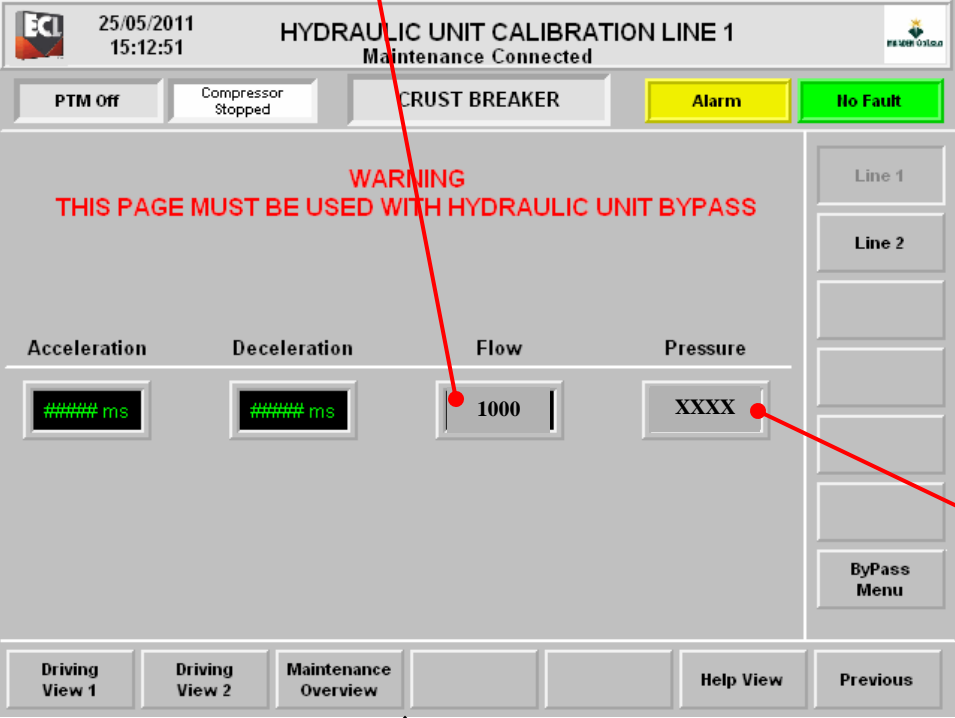 ECL
25/05/2011
15:12:51
HYDRAULIC UNIT CALIBRATION LINE 1
Maintenance Connected
PTM Off
Compressor
Stopped
CRUST BREAKER
Alarm
No Fault
WARNING
THIS PAGE MUST BE USED WITH HYDRAULIC UNIT BYPASS
Line 1
Line 2
Acceleration
Deceleration
Flow
Pressure
##### ms
##### ms
1000
XXXX
ByPass
Menu
Driving
View 1
Driving
View 2
Maintenance
Overview
Help View
Previous